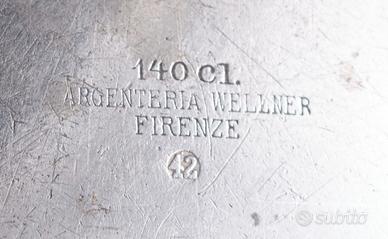 140 cl.
ARGENTERIA WELLNER
FIRENZE
42
subito